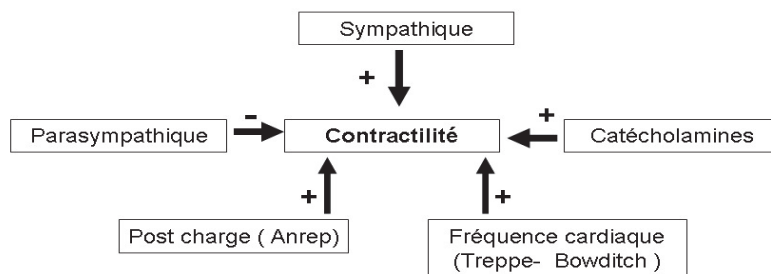 Sympathique
+
-
+
Parasympathique
Contractilité
Catécholamines
+
+
Post charge ( Anrep)
Fréquence cardiaque
(Treppe- Bowditch )